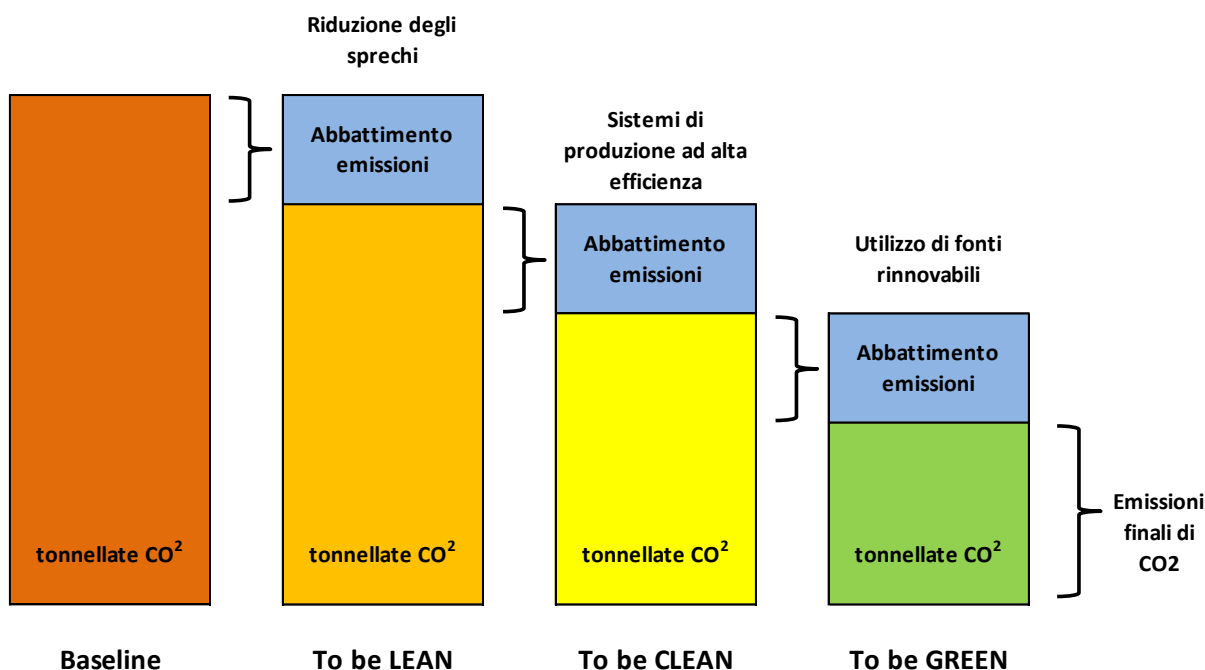 Riduzione degli
sprechi
Abbattimento
emissioni
Sistemi di
produzione ad alta
efficienza
Abbattimento
emissioni
Utilizzo di fonti
rinnovabili
Abbattimento
emissioni
tonnellate CO²
tonnellate CO²
tonnellate CO²
tonnellate CO²
Emissioni
finali di
CO2
Baseline
To be LEAN
To be CLEAN
To be GREEN